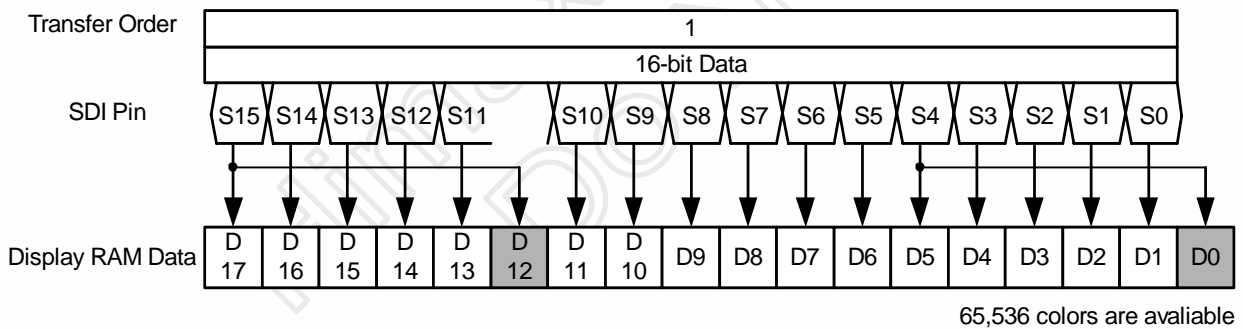 Transfer Order
1
16-bit Data
SDI Pin
S15 S14 S13 S12 S11 S10 S9 S8 S7 S6 S5 S4 S3 S2 S1 S0
Display RAM Data
D 17 D 16 D 15 D 14 D 13 D 12 D 11 D 10 D9 D8 D7 D6 D5 D4 D3 D2 D1 D0
65,536 colors are avaliable